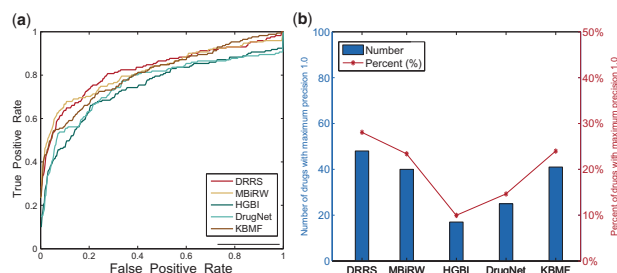 (a)
True Positive Rate
1
0.8
0.6
0.4
0.2
0
0 0.2 0.4 0.6 0.8 1
False Positive Rate
DRRS
MBiRW
HGBI
DrugNet
KBMF
(b)
Number of drugs with maximum precision 1.0
100
80
60
40
20
0
Number
Percent (%)
50%
40%
30%
20%
10%
0%
Percent of drugs with maximum precision 1.0
DRRS MBiRW HGBI DrugNet KBMF